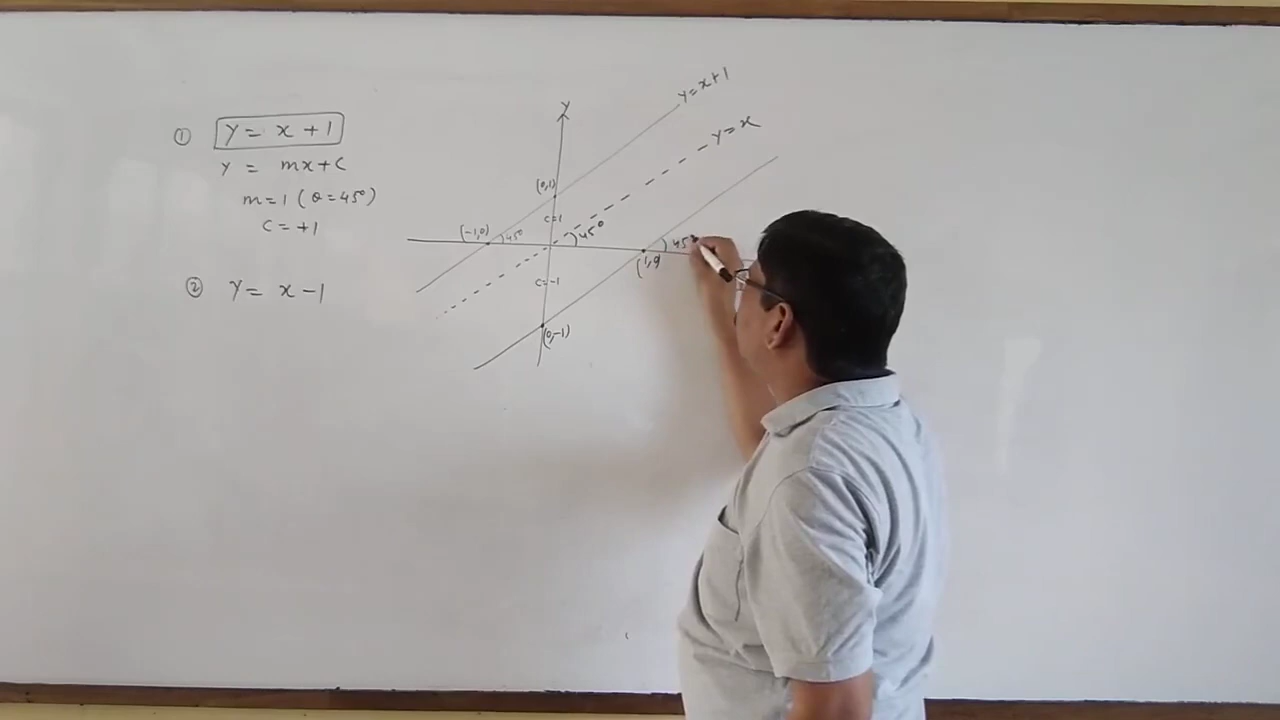 ① y = x + 1
y = mx + c
m = 1 (θ = 45°)
c = +1
② y = x - 1
y
y = x + 1
y = x
(0,1)
c=1
(-1,0)
45°
45°
45°
(1,0)
c=-1
(0,-1)